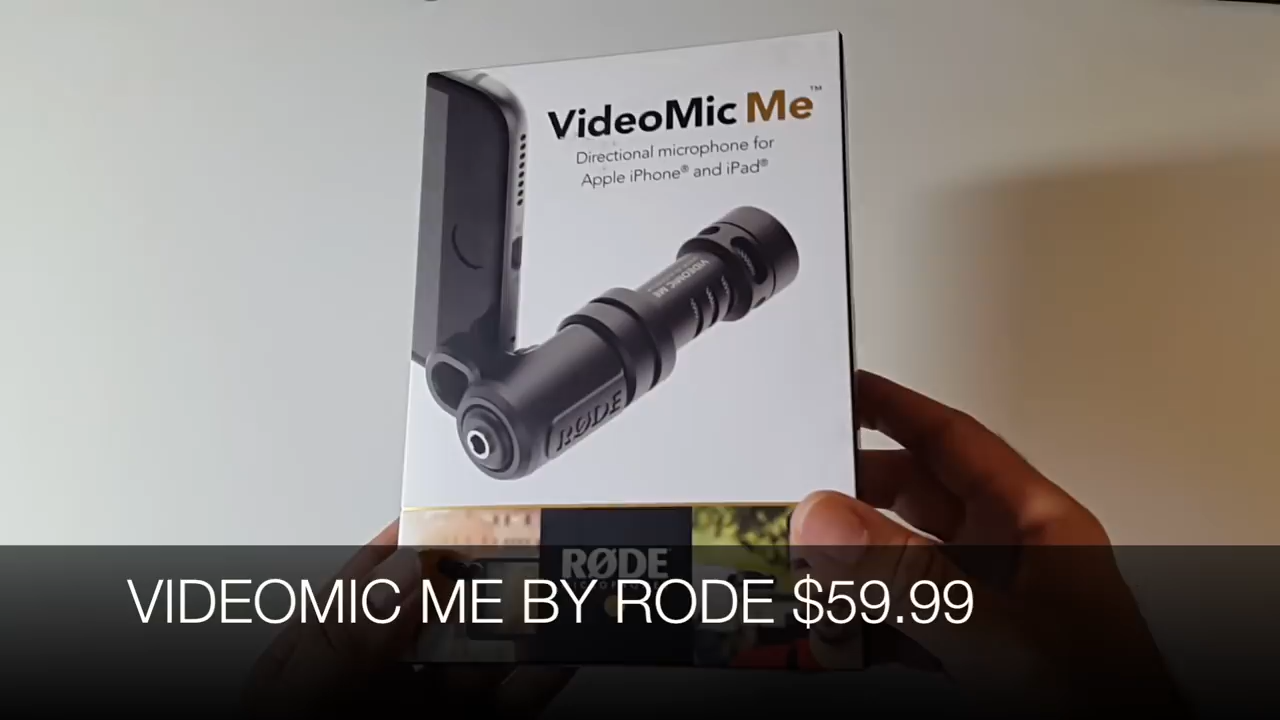 VideoMic Me™
Directional microphone for
Apple iPhone® and iPad®
VIDEOMIC ME
RØDE
RØDE
VIDEOMIC ME BY RODE $59.99